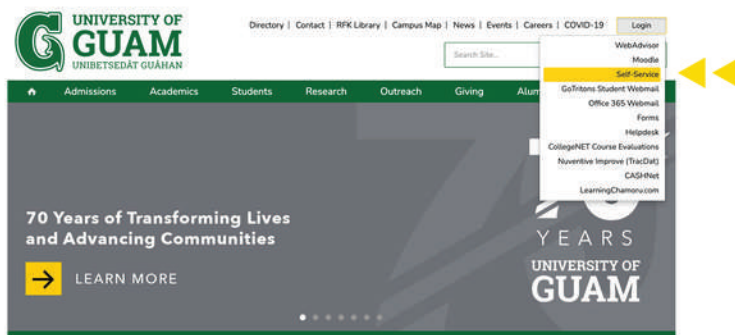 UNIVERSITY OF
GUAM
UNIBETSEDÅT GUÅHAN
Directory | Contact | RFK Library | Campus Map | News | Events | Careers | COVID-19
Login
Search Site...
WebAdvisor
Moodle
Self-Service
GoTritons Student Webmail
Office 365 Webmail
Forms
Helpdesk
CollegeNET Course Evaluations
Nuventive Improve (TracDat)
CASHNet
LearningChamoru.com
Admissions Academics Students Research Outreach Giving
70 Years of Transforming Lives
and Advancing Communities
LEARN MORE
YEARS
UNIVERSITY OF
GUAM